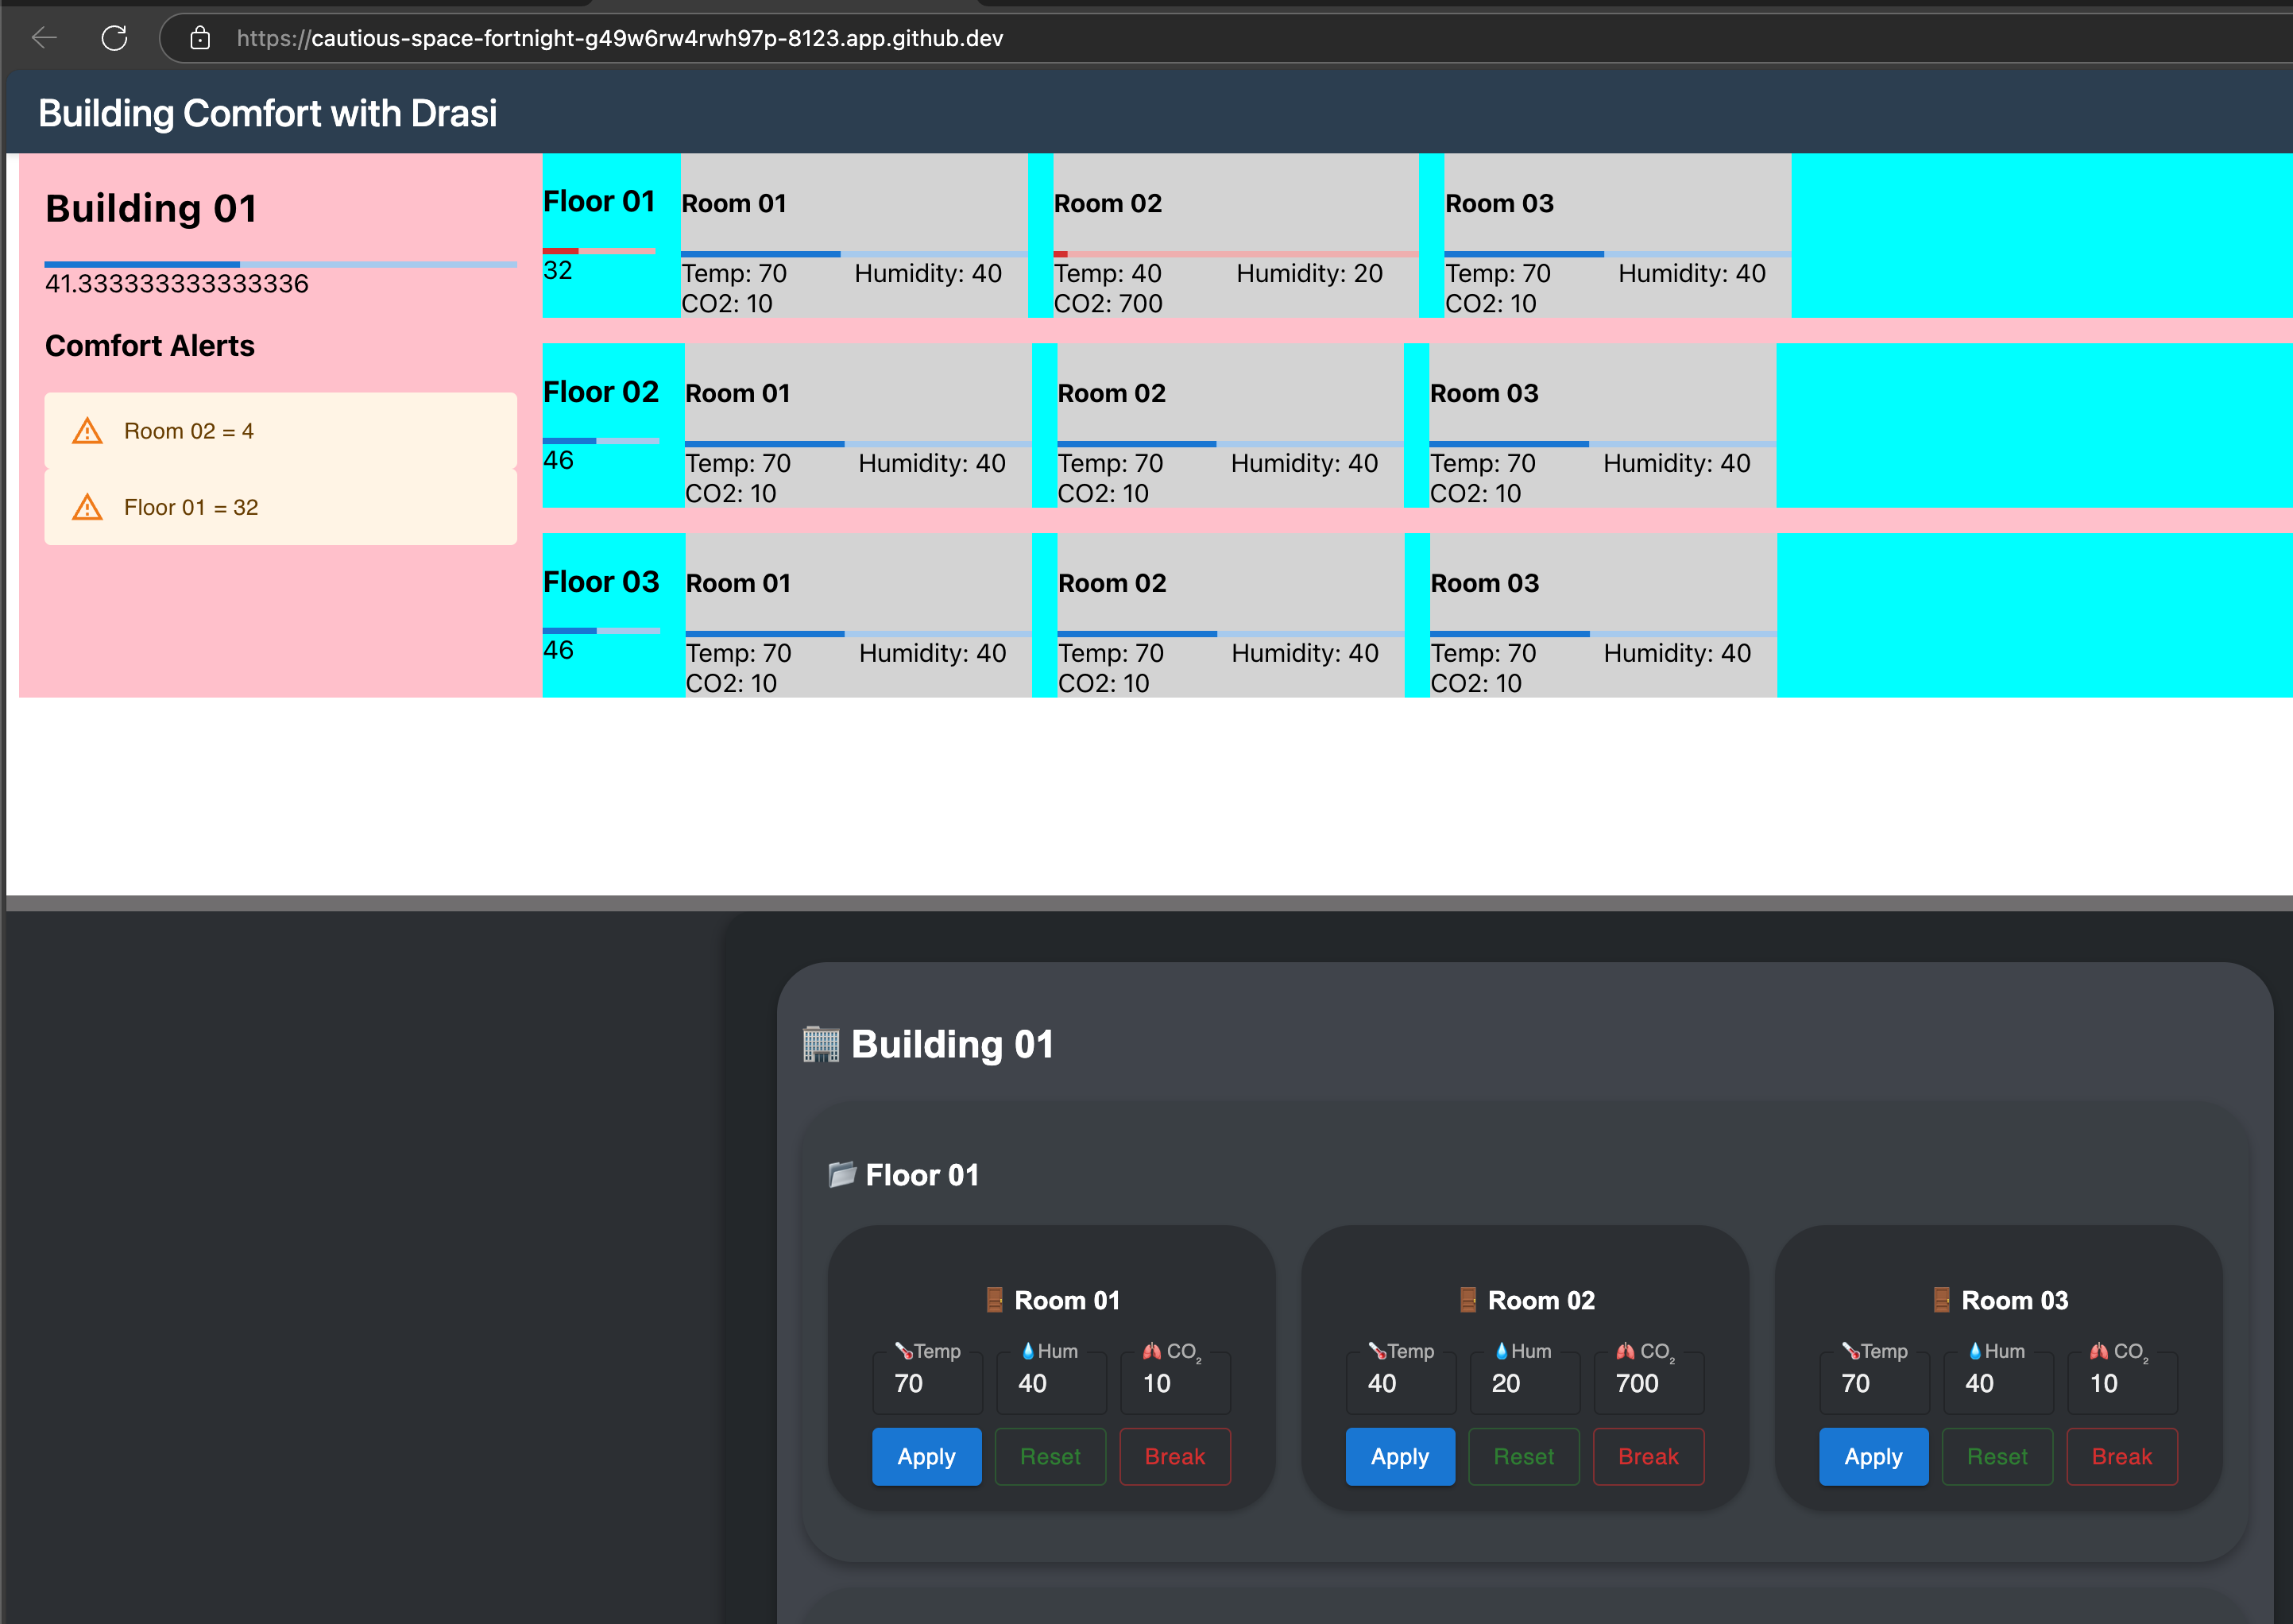 https://cautious-space-fortnight-g49w6rw4rwh97p-8123.app.github.dev
Building Comfort with Drasi
Building 01
41.333333333333336
Comfort Alerts
Room 02 = 4
Floor 01 = 32
Floor 01
32
Room 01
Temp: 70 Humidity: 40
CO2: 10
Room 02
Temp: 40 Humidity: 20
CO2: 700
Room 03
Temp: 70 Humidity: 40
CO2: 10
Floor 02
46
Room 01
Temp: 70 Humidity: 40
CO2: 10
Room 02
Temp: 70 Humidity: 40
CO2: 10
Room 03
Temp: 70 Humidity: 40
CO2: 10
Floor 03
46
Room 01
Temp: 70 Humidity: 40
CO2: 10
Room 02
Temp: 70 Humidity: 40
CO2: 10
Room 03
Temp: 70 Humidity: 40
CO2: 10
🏢 Building 01
📂 Floor 01
🚪 Room 01
🌡️Temp 💧Hum 🫁 CO₂
70 40 10
Apply Reset Break
🚪 Room 02
🌡️Temp 💧Hum 🫁 CO₂
40 20 700
Apply Reset Break
🚪 Room 03
🌡️Temp 💧Hum 🫁 CO₂
70 40 10
Apply Reset Break